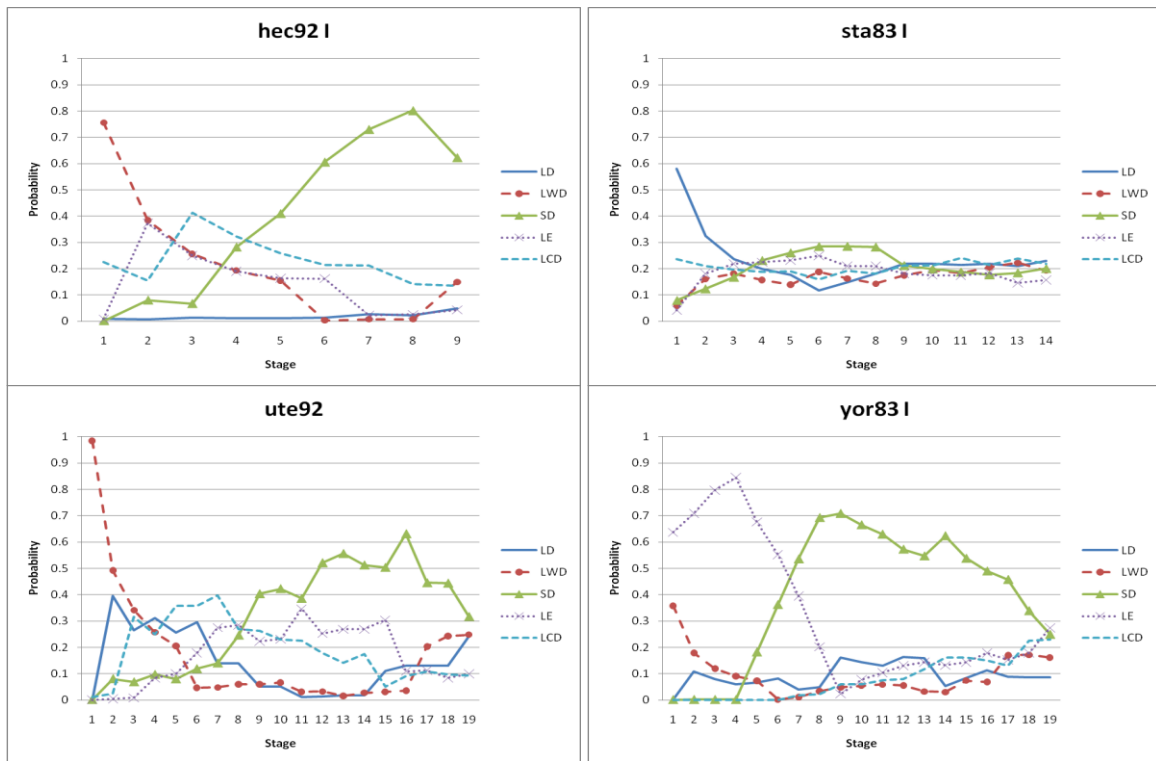 hec92 I
1
0.9
0.8
0.7
0.6
0.5
0.4
0.3
0.2
0.1
0
Probability
1 2 3 4 5 6 7 8 9
Stage
LD
LWD
SD
LE
LCD
sta83 I
1
0.9
0.8
0.7
0.6
0.5
0.4
0.3
0.2
0.1
0
Probability
1 2 3 4 5 6 7 8 9 10 11 12 13 14
Stage
LD
LWD
SD
LE
LCD
ute92
1
0.9
0.8
0.7
0.6
0.5
0.4
0.3
0.2
0.1
0
Probability
1 2 3 4 5 6 7 8 9 10 11 12 13 14 15 16 17 18 19
Stage
LD
LWD
SD
LE
LCD
yor83 I
1
0.9
0.8
0.7
0.6
0.5
0.4
0.3
0.2
0.1
0
Probability
1 2 3 4 5 6 7 8 9 10 11 12 13 14 15 16 17 18 19
Stage
LD
LWD
SD
LE
LCD